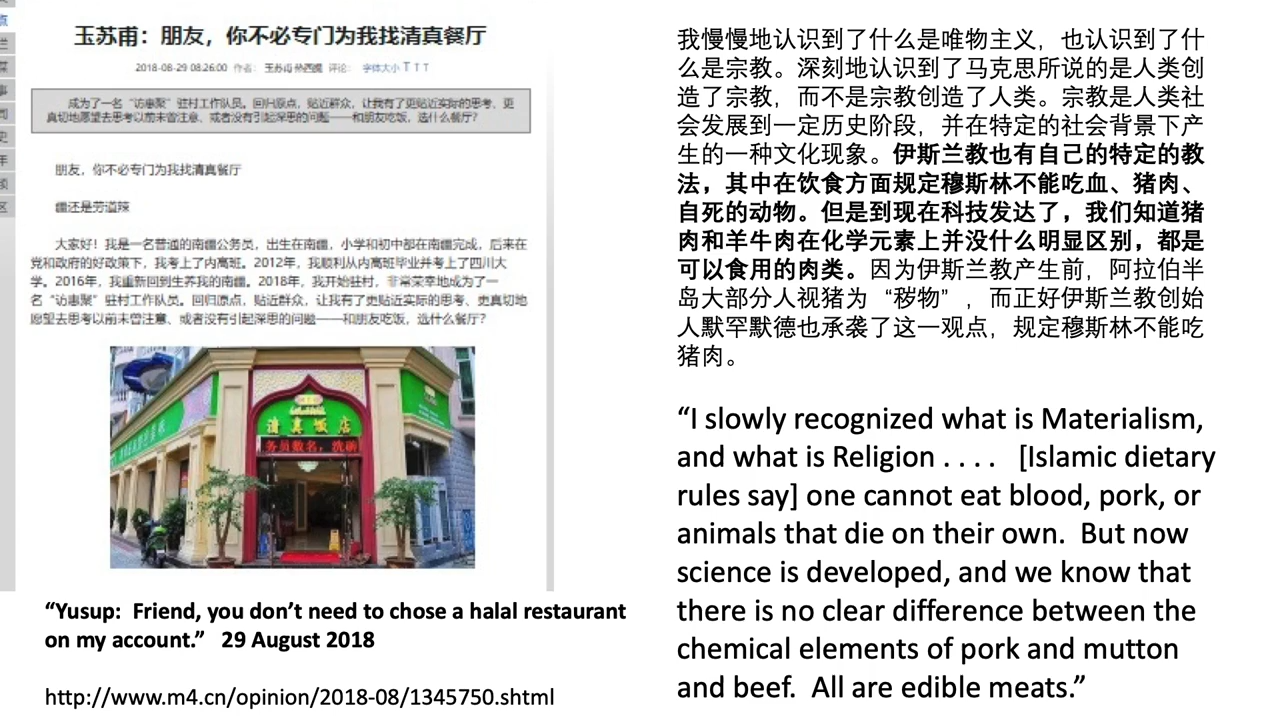 玉苏甫：朋友，你不必专门为我找清真餐厅
2018-08-29 08:26:00 作者： 玉苏甫 评论： 字体大小 T T T
成为了一名“访惠聚”驻村工作队员。回归原点，贴近群众，让我有了更贴近实际的思考、更
真切地愿望去思考以前未曾注意、或者没有引起深思的问题——和朋友吃饭，选什么餐厅？
朋友，你不必专门为我找清真餐厅
疆还是劳道辣
大家好！我是一名普通的南疆公务员，出生在南疆，小学和初中都在南疆完成，后来在
党和政府的好政策下，我考上了内高班。2012年，我顺利从内高班毕业并考上了四川大
学。2016年，我重新回到生养我的南疆。2018年，我开始驻村，非常荣幸地成为了一
名“访惠聚”驻村工作队员。回归原点，贴近群众，让我有了更贴近实际的思考、更真切地
愿望去思考以前未曾注意、或者没有引起深思的问题——和朋友吃饭，选什么餐厅？
清真饭店
务员数名，
“Yusup: Friend, you don’t need to chose a halal restaurant
on my account.” 29 August 2018
http://www.m4.cn/opinion/2018-08/1345750.shtml
我慢慢地认识到了什么是唯物主义，也认识到了什
么是宗教。深刻地认识到了马克思所说的是人类创
造了宗教，而不是宗教创造了人类。宗教是人类社
会发展到一定历史阶段，并在特定的社会背景下产
生的一种文化现象。伊斯兰教也有自己的特定的教
法，其中在饮食方面规定穆斯林不能吃血、猪肉、
自死的动物。但是到现在科技发达了，我们知道猪
肉和羊牛肉在化学元素上并没什么明显区别，都是
可以食用的肉类。因为伊斯兰教产生前，阿拉伯半
岛大部分人视猪为“秽物”，而正好伊斯兰教创始
人默罕默德也承袭了这一观点，规定穆斯林不能吃
猪肉。
“I slowly recognized what is Materialism,
and what is Religion . . . . [Islamic dietary
rules say] one cannot eat blood, pork, or
animals that die on their own. But now
science is developed, and we know that
there is no clear difference between the
chemical elements of pork and mutton
and beef. All are edible meats.”